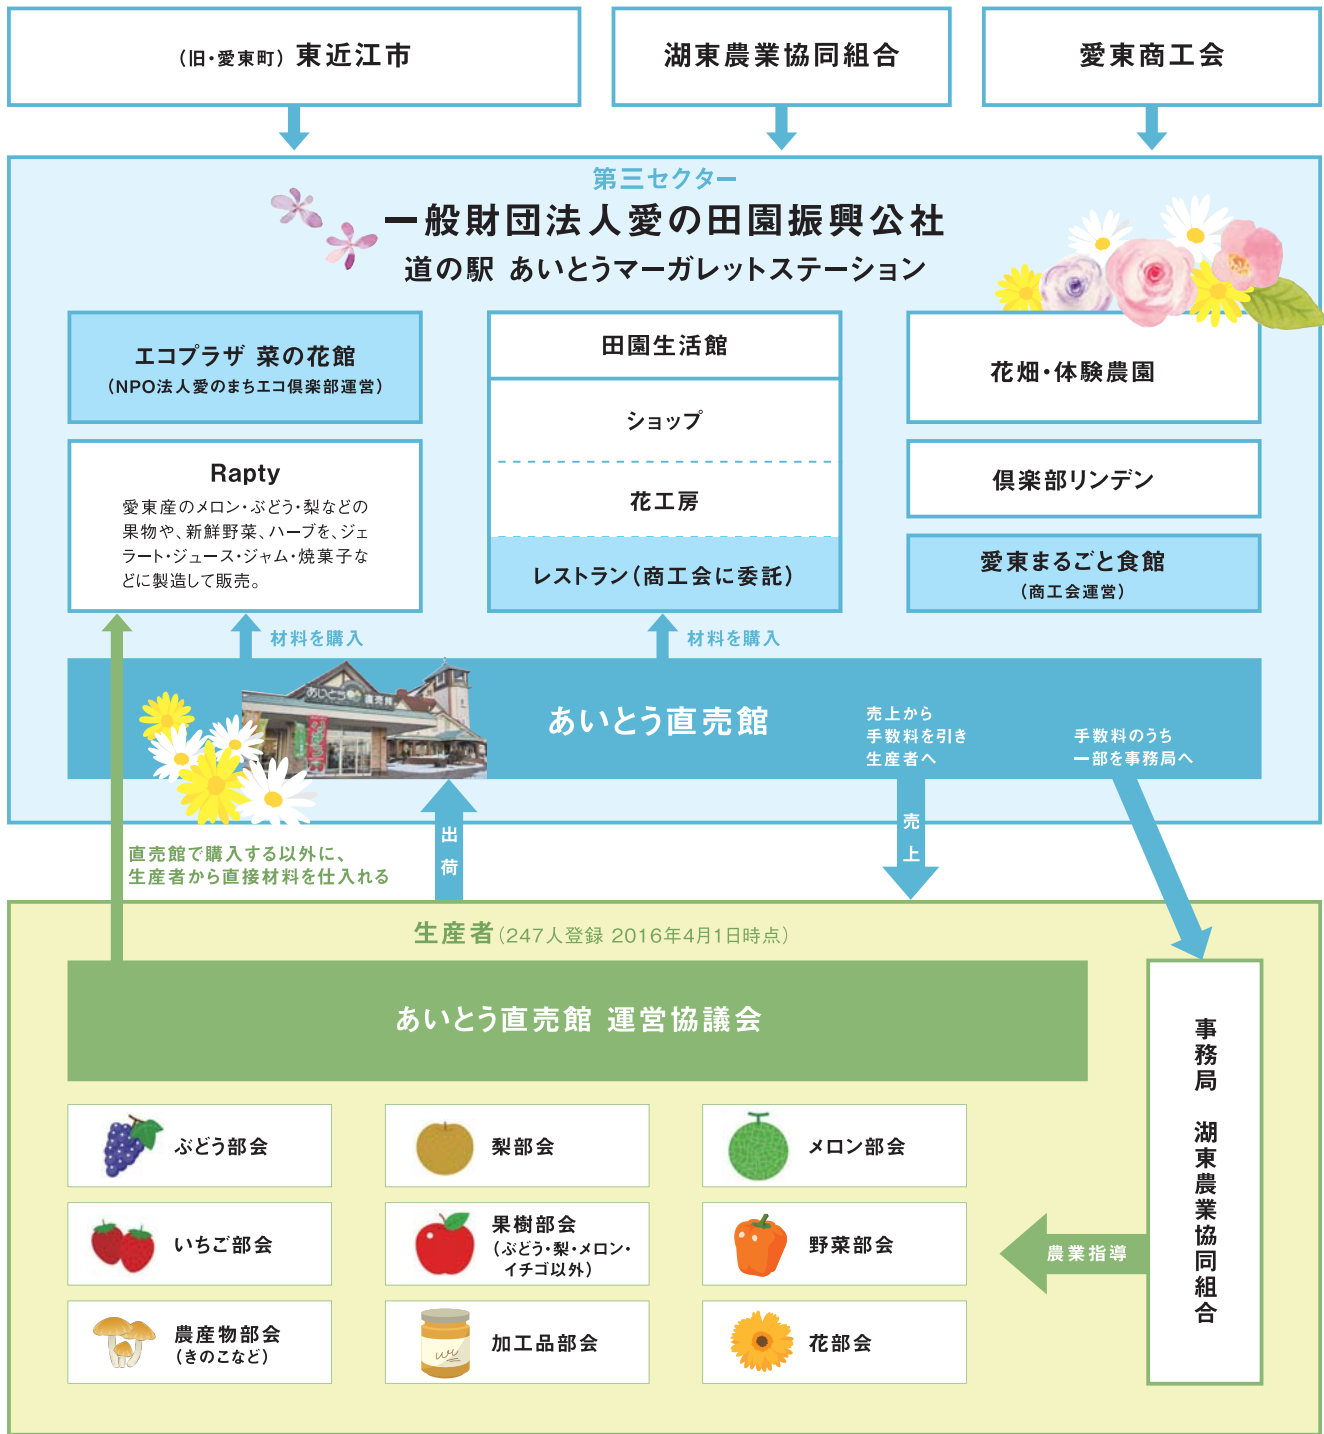 (旧・愛東町) 東近江市
湖東農業協同組合
愛東商工会
第三セクター
一般財団法人愛の田園振興公社
道の駅 あいとうマーガレットステーション
エコプラザ 菜の花館
(NPO法人愛のまちエコ倶楽部運営)
Rapty
愛東産のメロン・ぶどう・梨などの
果物や、新鮮野菜、ハーブを、ジェ
ラート・ジュース・ジャム・焼菓子な
どに製造して販売。
田園生活館
ショップ
花工房
レストラン(商工会に委託)
花畑・体験農園
倶楽部リンデン
愛東まるごと食館
(商工会運営)
材料を購入
材料を購入
あいとう直売館
あいとう直売館
売上から
手数料を引き
生産者へ
手数料のうち
一部を事務局へ
出荷
売上
直売館で購入する以外に、
生産者から直接材料を仕入れる
生産者(247人登録 2016年4月1日時点)
あいとう直売館 運営協議会
事務局 湖東農業協同組合
ぶどう部会
梨部会
メロン部会
いちご部会
果樹部会
(ぶどう・梨・メロン・
イチゴ以外)
野菜部会
農業指導
農産物部会
(きのこなど)
加工品部会
花部会